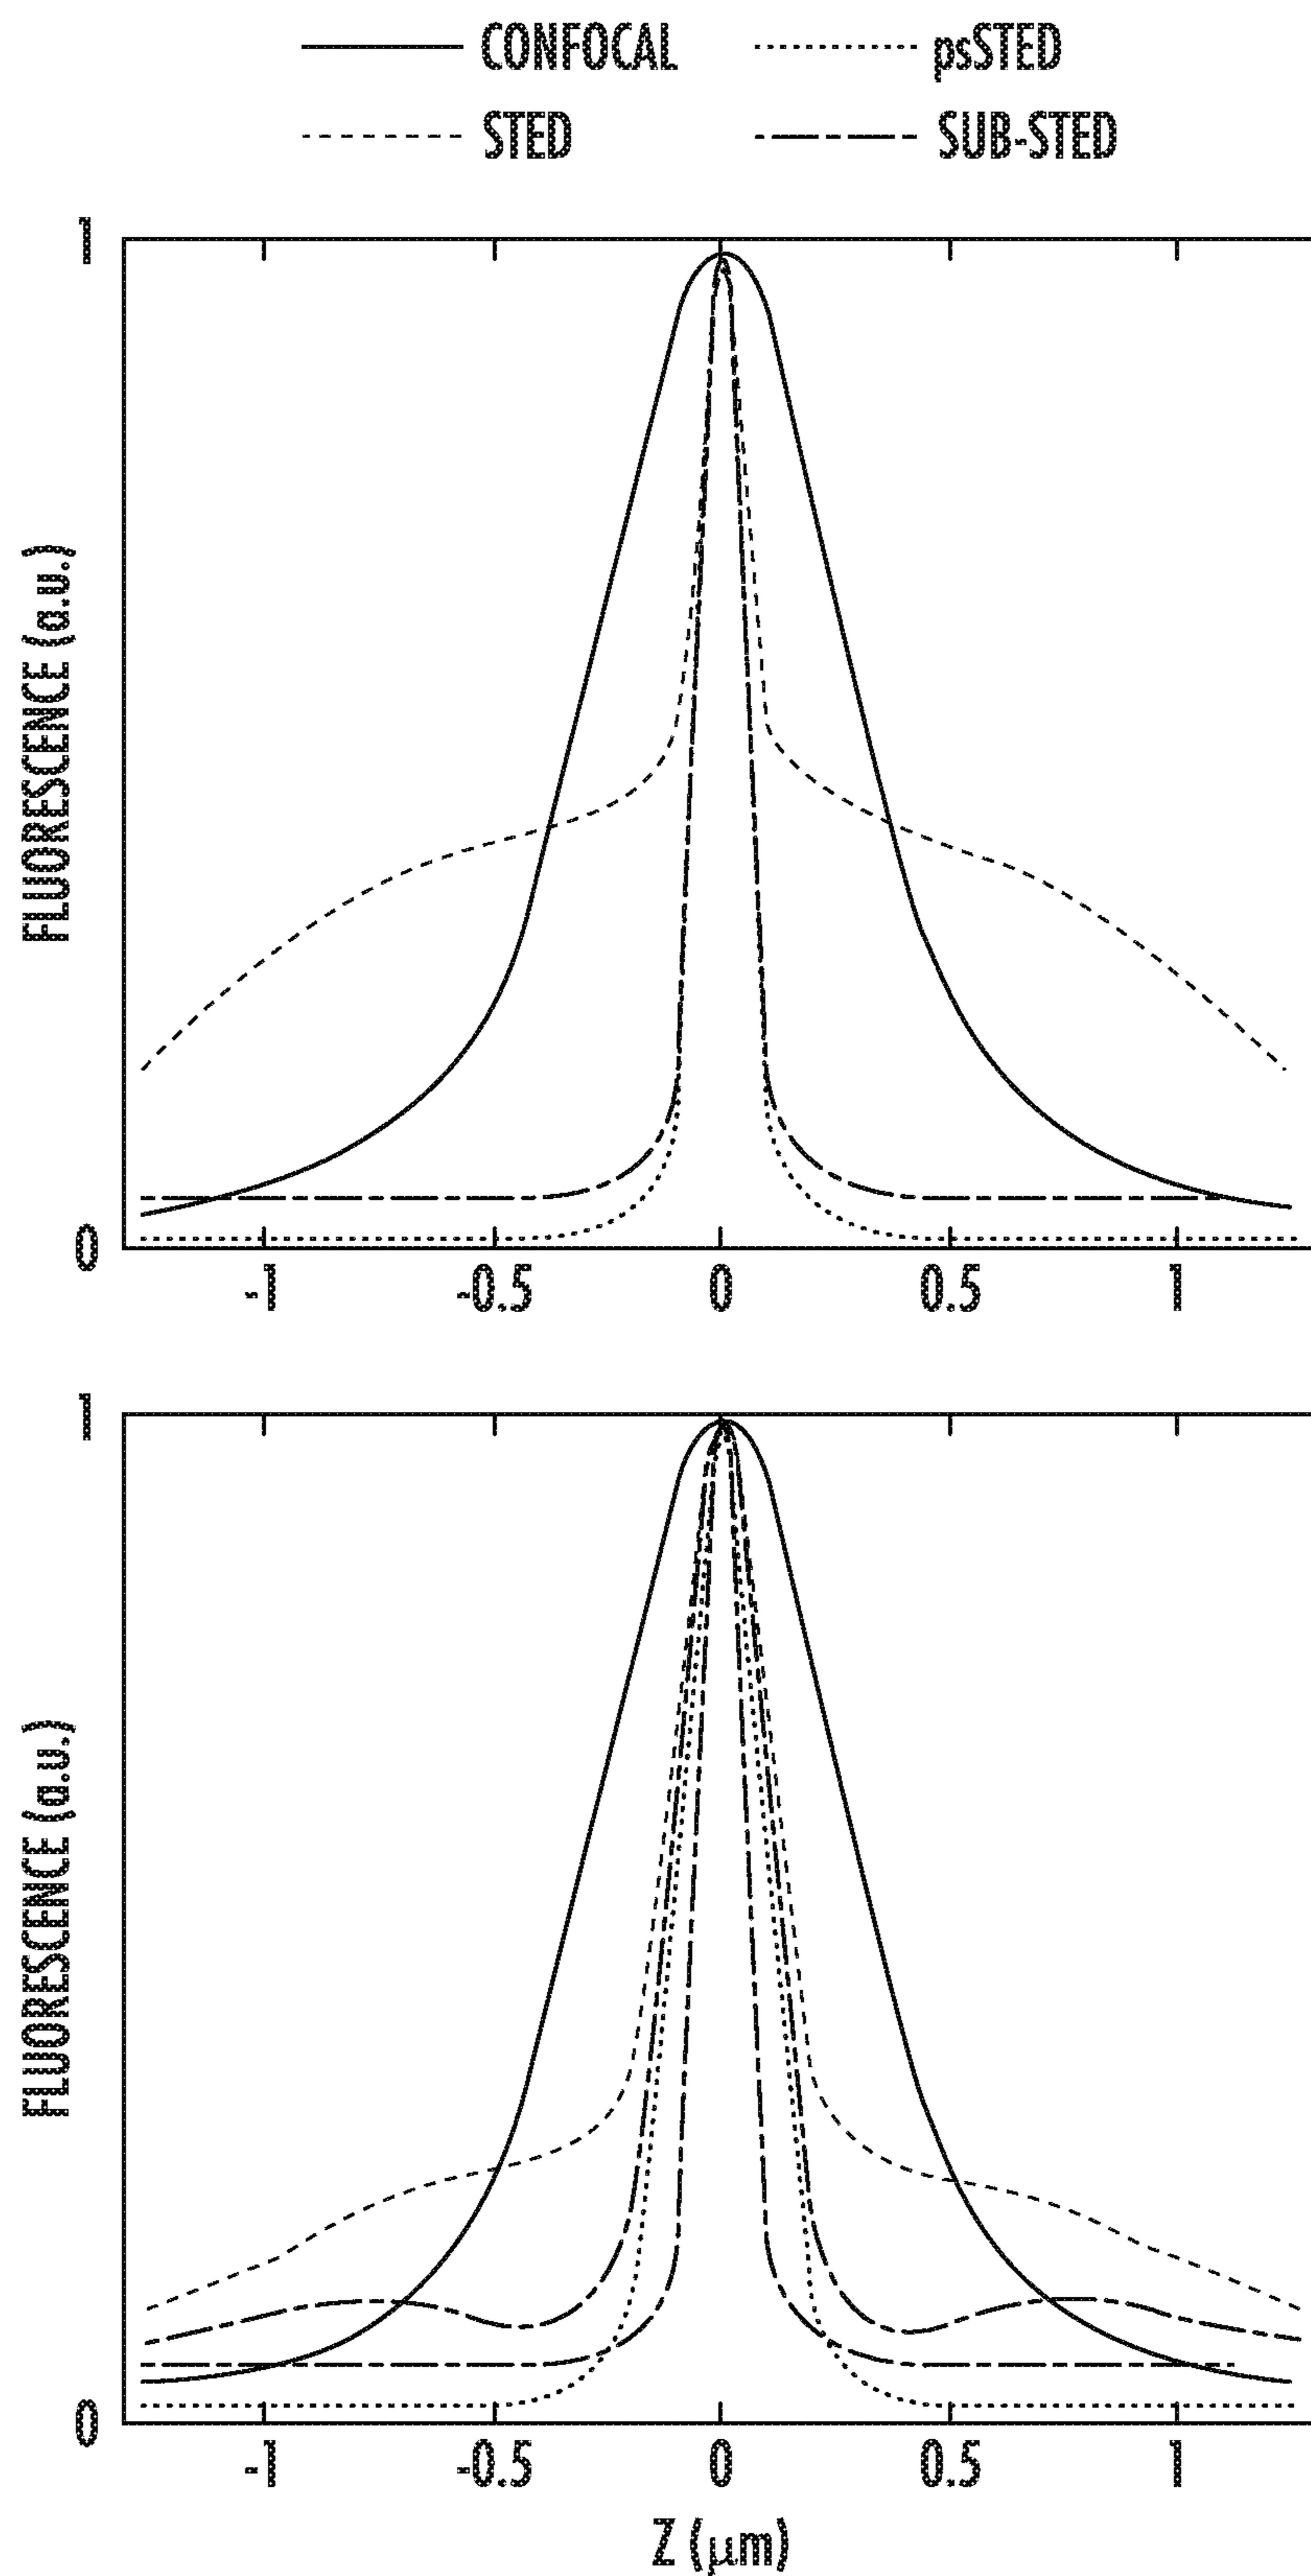 CONFOCAL psSTED
STED SUB-STED
1
FLUORESCENCE (a.u.)
0
-1 -0.5 0 0.5 1
1
FLUORESCENCE (a.u.)
0
-1 -0.5 0 0.5 1
Z (μm)